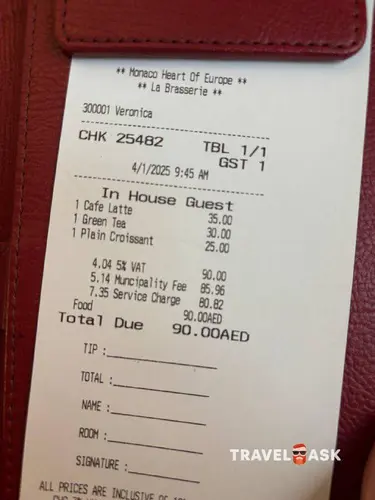 ** Monaco Heart Of Europe **
** La Brasserie **
300001 Veronica
CHK 25482 TBL 1/1
GST 1
4/1/2025 9:45 AM
In House Guest
1 Cafe Latte 35.00
1 Green Tea 30.00
1 Plain Croissant 25.00
4.04 5% VAT 90.00
5.14 Muncipality Fee 85.96
7.35 Service Charge 80.82
Food 90.00AED
Total Due 90.00AED
TIP :
TOTAL :
NAME :
ROOM :
SIGNATURE :
ALL PRICES ARE INCLUSIVE OF
TRAVEL ASK